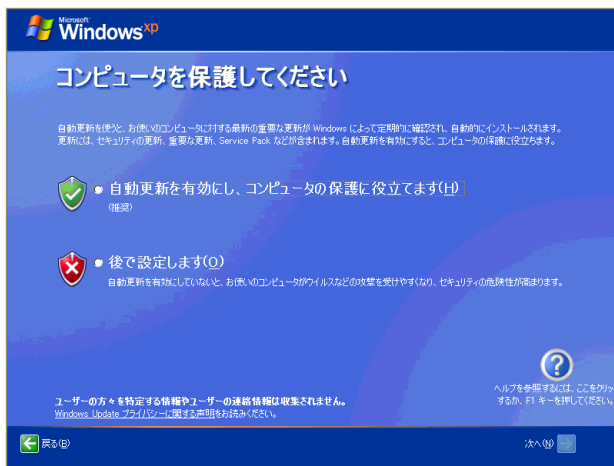 Microsoft
Windows xp
コンピュータを保護してください
自動更新を使うと、お使いのコンピュータに対する最新の重要な更新が Windows によって定期的に確認され、自動的にインストールされます。
更新には、セキュリティの更新、重要な更新、Service Pack などが含まれます。自動更新を有効にすると、コンピュータの保護に役立ちます。
自動更新を有効にし、コンピュータの保護に役立てます(H)
(推奨)
後で設定します(O)
自動更新を有効にしていないと、お使いのコンピュータがウイルスなどの攻撃を受けやすくなり、セキュリティの危険性が高まります。
ヘルプを参照するには、ここをクリッ
するか、F1 キーを押してください。
ユーザーの方々を特定する情報やユーザーの連絡情報は収集されません。
Windows Update プライバシーに関する声明をお読みください。
戻る(B)
次へ(N)